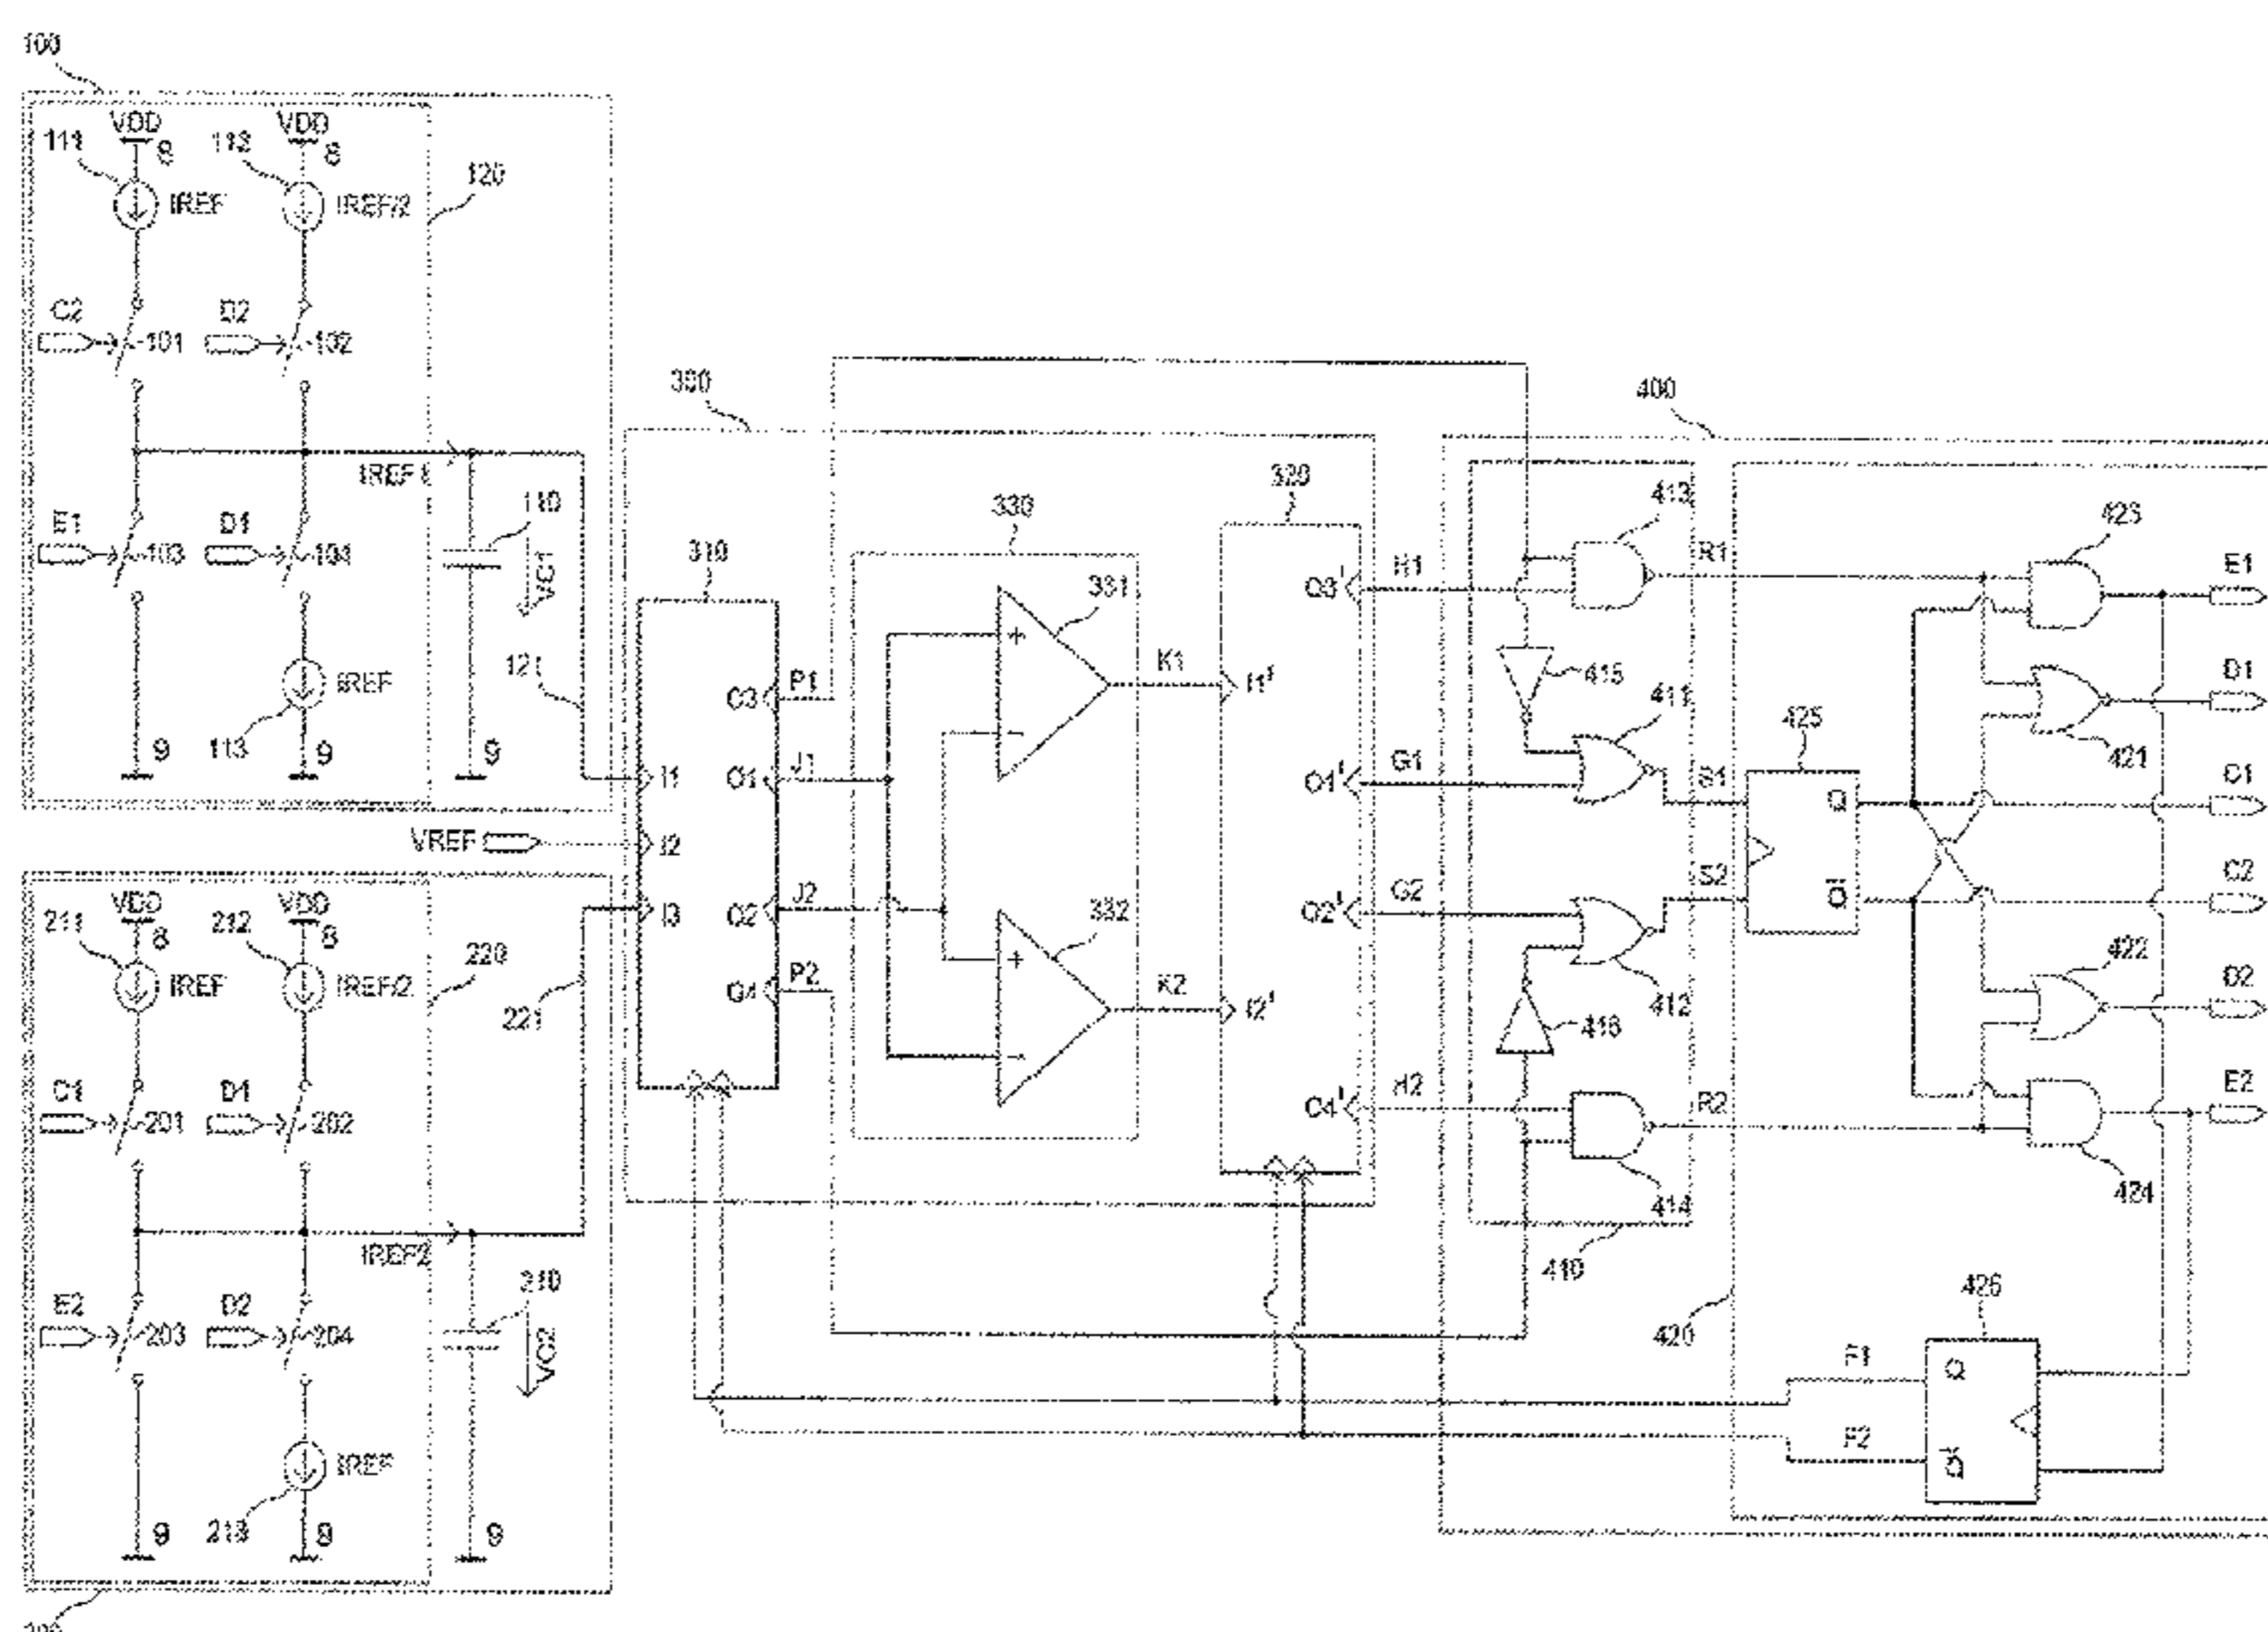 100
VDD 8
VDD 8
111
112
IREF
IREF/2
120
C2
101
D2
102
IREF1
E1
103
D1
104
110
VC1
IREF
113
9
9
9
121
VREF
VDD 8
VDD 8
211
212
IREF
IREF/2
220
221
C1
201
D1
202
IREF2
E2
203
D2
204
210
VC2
IREF
213
9
9
9
300
310
I1
I2
I3
O3
P1
O1
J1
O2
J2
O4
P2
330
331
+
−
K1
332
+
−
K2
320
I1'
I2'
O3'
H1
O1'
G1
O2'
G2
O4'
H2
400
413
R1
415
411
S1
S2
412
416
R2
414
410
420
425
Q
Q̅
423
E1
D1
421
C1
C2
422
D2
E2
424
426
F1
Q
F2
Q̅